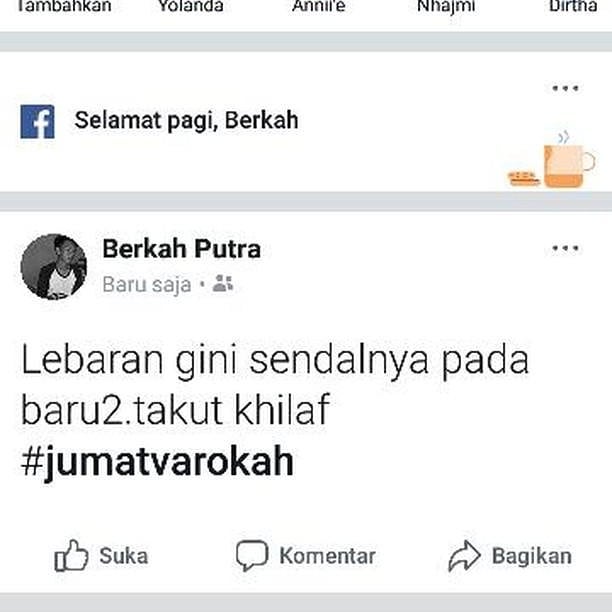 Tambahkan Yolanda Annii'e Nhajmi Dirtha
Selamat pagi, Berkah
Berkah Putra
Baru saja
Lebaran gini sendalnya pada
baru2.takut khilaf
#jumatvarokah
Suka Komentar Bagikan